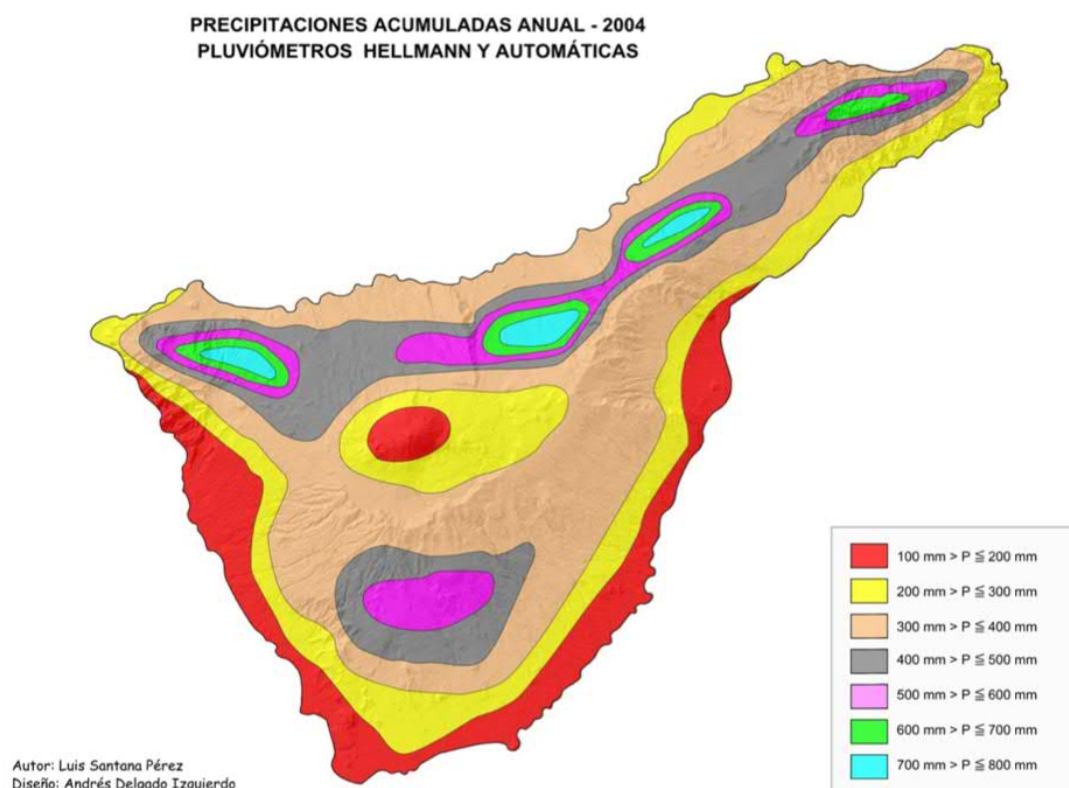 PRECIPITACIONES ACUMULADAS ANUAL - 2004
PLUVIÓMETROS HELLMANN Y AUTOMÁTICAS
100 mm > P ≦ 200 mm
200 mm > P ≦ 300 mm
300 mm > P ≦ 400 mm
400 mm > P ≦ 500 mm
500 mm > P ≦ 600 mm
600 mm > P ≦ 700 mm
700 mm > P ≦ 800 mm
Autor: Luis Santana Pérez
Diseño: Andrés Delgado Izquierdo